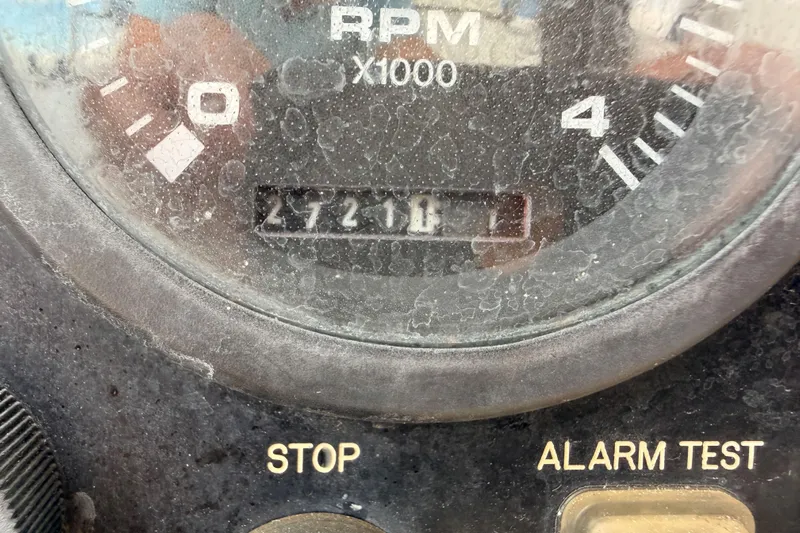 RPM
X1000
0
4
2721
STOP
ALARM TEST